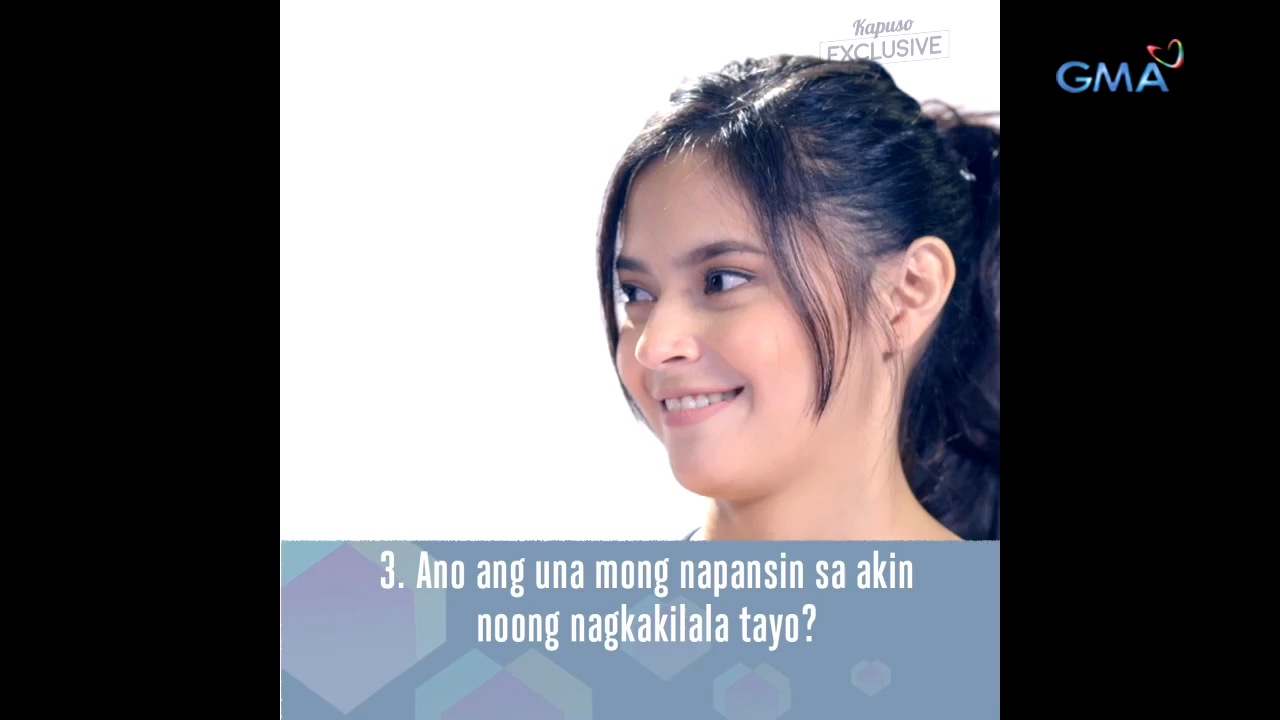 Kapuso
EXCLUSIVE
GMA
3. Ano ang una mong napansin sa akin
noong nagkakilala tayo?